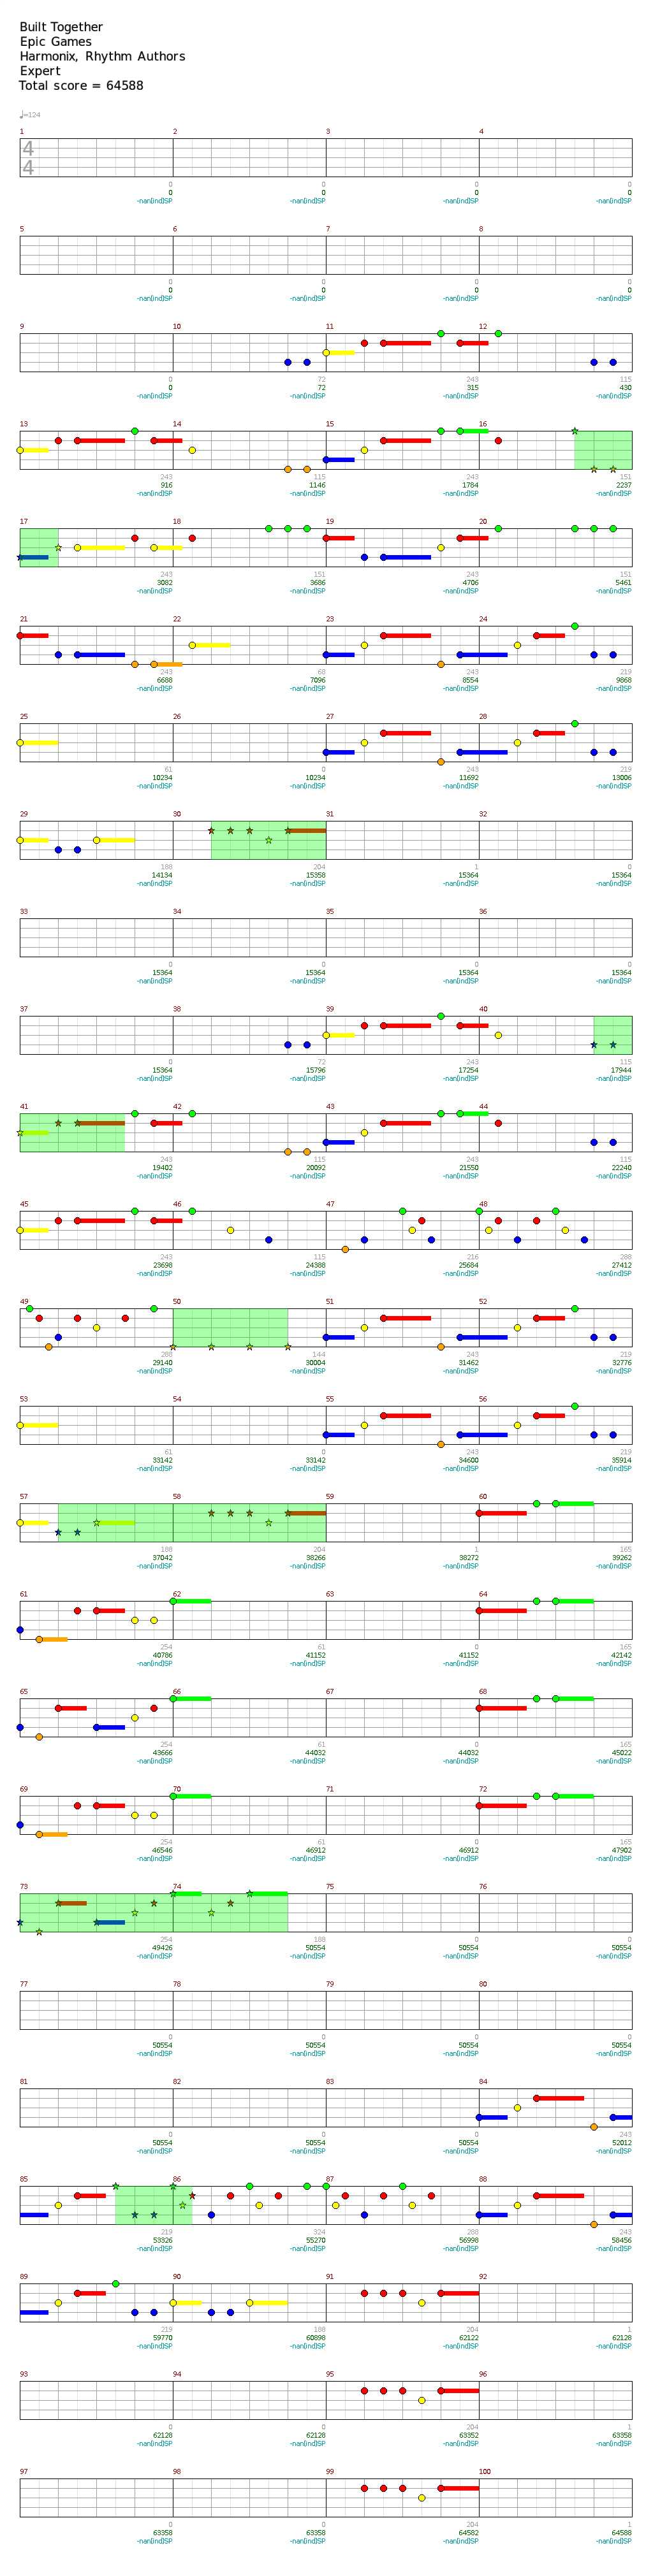 Built Together
Epic Games
Harmonix, Rhythm Authors
Expert
Total score = 64588
♩=124
1 2 3 4
4
4
0 0 0 0
0 0 0 0
-nan(ind)SP -nan(ind)SP -nan(ind)SP -nan(ind)SP
5 6 7 8
0 0 0 0
0 0 0 0
-nan(ind)SP -nan(ind)SP -nan(ind)SP -nan(ind)SP
9 10 11 12
0 72 243 115
0 72 315 430
-nan(ind)SP -nan(ind)SP -nan(ind)SP -nan(ind)SP
13 14 15 16
243 115 243 151
916 1146 1784 2237
-nan(ind)SP -nan(ind)SP -nan(ind)SP -nan(ind)SP
17 18 19 20
243 151 243 151
3082 3686 4706 5461
-nan(ind)SP -nan(ind)SP -nan(ind)SP -nan(ind)SP
21 22 23 24
243 68 243 219
6688 7096 8554 9868
-nan(ind)SP -nan(ind)SP -nan(ind)SP -nan(ind)SP
25 26 27 28
61 0 243 219
10234 10234 11692 13006
-nan(ind)SP -nan(ind)SP -nan(ind)SP -nan(ind)SP
29 30 31 32
188 204 1 0
14134 15358 15364 15364
-nan(ind)SP -nan(ind)SP -nan(ind)SP -nan(ind)SP
33 34 35 36
0 0 0 0
15364 15364 15364 15364
-nan(ind)SP -nan(ind)SP -nan(ind)SP -nan(ind)SP
37 38 39 40
0 72 243 115
15364 15796 17254 17944
-nan(ind)SP -nan(ind)SP -nan(ind)SP -nan(ind)SP
41 42 43 44
243 115 243 115
19402 20092 21550 22240
-nan(ind)SP -nan(ind)SP -nan(ind)SP -nan(ind)SP
45 46 47 48
243 115 216 288
23698 24388 25684 27412
-nan(ind)SP -nan(ind)SP -nan(ind)SP -nan(ind)SP
49 50 51 52
288 144 243 219
29140 30004 31462 32776
-nan(ind)SP -nan(ind)SP -nan(ind)SP -nan(ind)SP
53 54 55 56
61 0 243 219
33142 33142 34600 35914
-nan(ind)SP -nan(ind)SP -nan(ind)SP -nan(ind)SP
57 58 59 60
188 204 1 165
37042 38266 38272 39262
-nan(ind)SP -nan(ind)SP -nan(ind)SP -nan(ind)SP
61 62 63 64
254 61 0 165
40786 41152 41152 42142
-nan(ind)SP -nan(ind)SP -nan(ind)SP -nan(ind)SP
65 66 67 68
254 61 0 165
43666 44032 44032 45022
-nan(ind)SP -nan(ind)SP -nan(ind)SP -nan(ind)SP
69 70 71 72
254 61 0 165
46546 46912 46912 47902
-nan(ind)SP -nan(ind)SP -nan(ind)SP -nan(ind)SP
73 74 75 76
254 188 0 0
49426 50554 50554 50554
-nan(ind)SP -nan(ind)SP -nan(ind)SP -nan(ind)SP
77 78 79 80
0 0 0 0
50554 50554 50554 50554
-nan(ind)SP -nan(ind)SP -nan(ind)SP -nan(ind)SP
81 82 83 84
0 0 0 243
50554 50554 50554 52012
-nan(ind)SP -nan(ind)SP -nan(ind)SP -nan(ind)SP
85 86 87 88
219 324 288 243
53326 55270 56998 58456
-nan(ind)SP -nan(ind)SP -nan(ind)SP -nan(ind)SP
89 90 91 92
219 188 204 1
59770 60898 62122 62128
-nan(ind)SP -nan(ind)SP -nan(ind)SP -nan(ind)SP
93 94 95 96
0 0 204 1
62128 62128 63352 63358
-nan(ind)SP -nan(ind)SP -nan(ind)SP -nan(ind)SP
97 98 99 100
0 0 204 1
63358 63358 64582 64588
-nan(ind)SP -nan(ind)SP -nan(ind)SP -nan(ind)SP